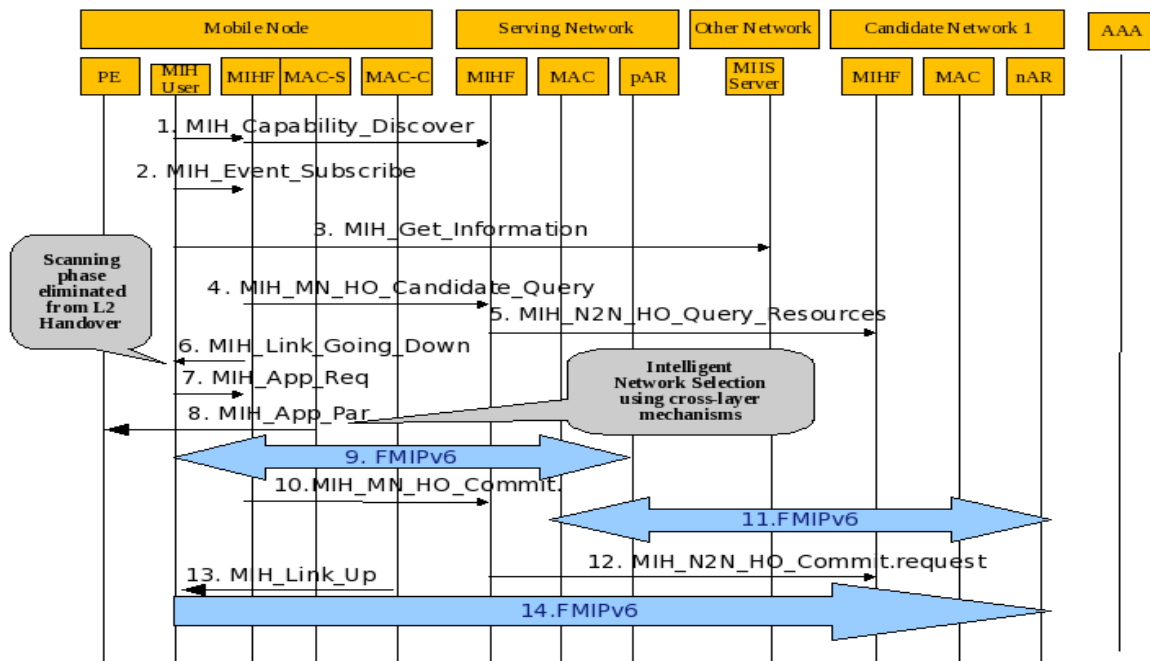 Mobile Node
Serving Network
Other Network
Candidate Network 1
AAA
PE
MIH
User
MIHF
MAC-S
MAC-C
MIHF
MAC
pAR
MIIS
Server
MIHF
MAC
nAR
1. MIH_Capability_Discover
2. MIH_Event_Subscribe
3. MIH_Get_Information
Scanning
phase
eliminated
from L2
Handover
4. MIH_MN_HO_Candidate_Query
5. MIH_N2N_HO_Query_Resources
6. MIH_Link_Going_Down
7. MIH_App_Req
Intelligent
Network Selection
using cross-layer
mechanisms
8. MIH_App_Par
9. FMIPv6
10.MIH_MN_HO_Commit.
11.FMIPv6
12. MIH_N2N_HO_Commit.request
13. MIH_Link_Up
14.FMIPv6